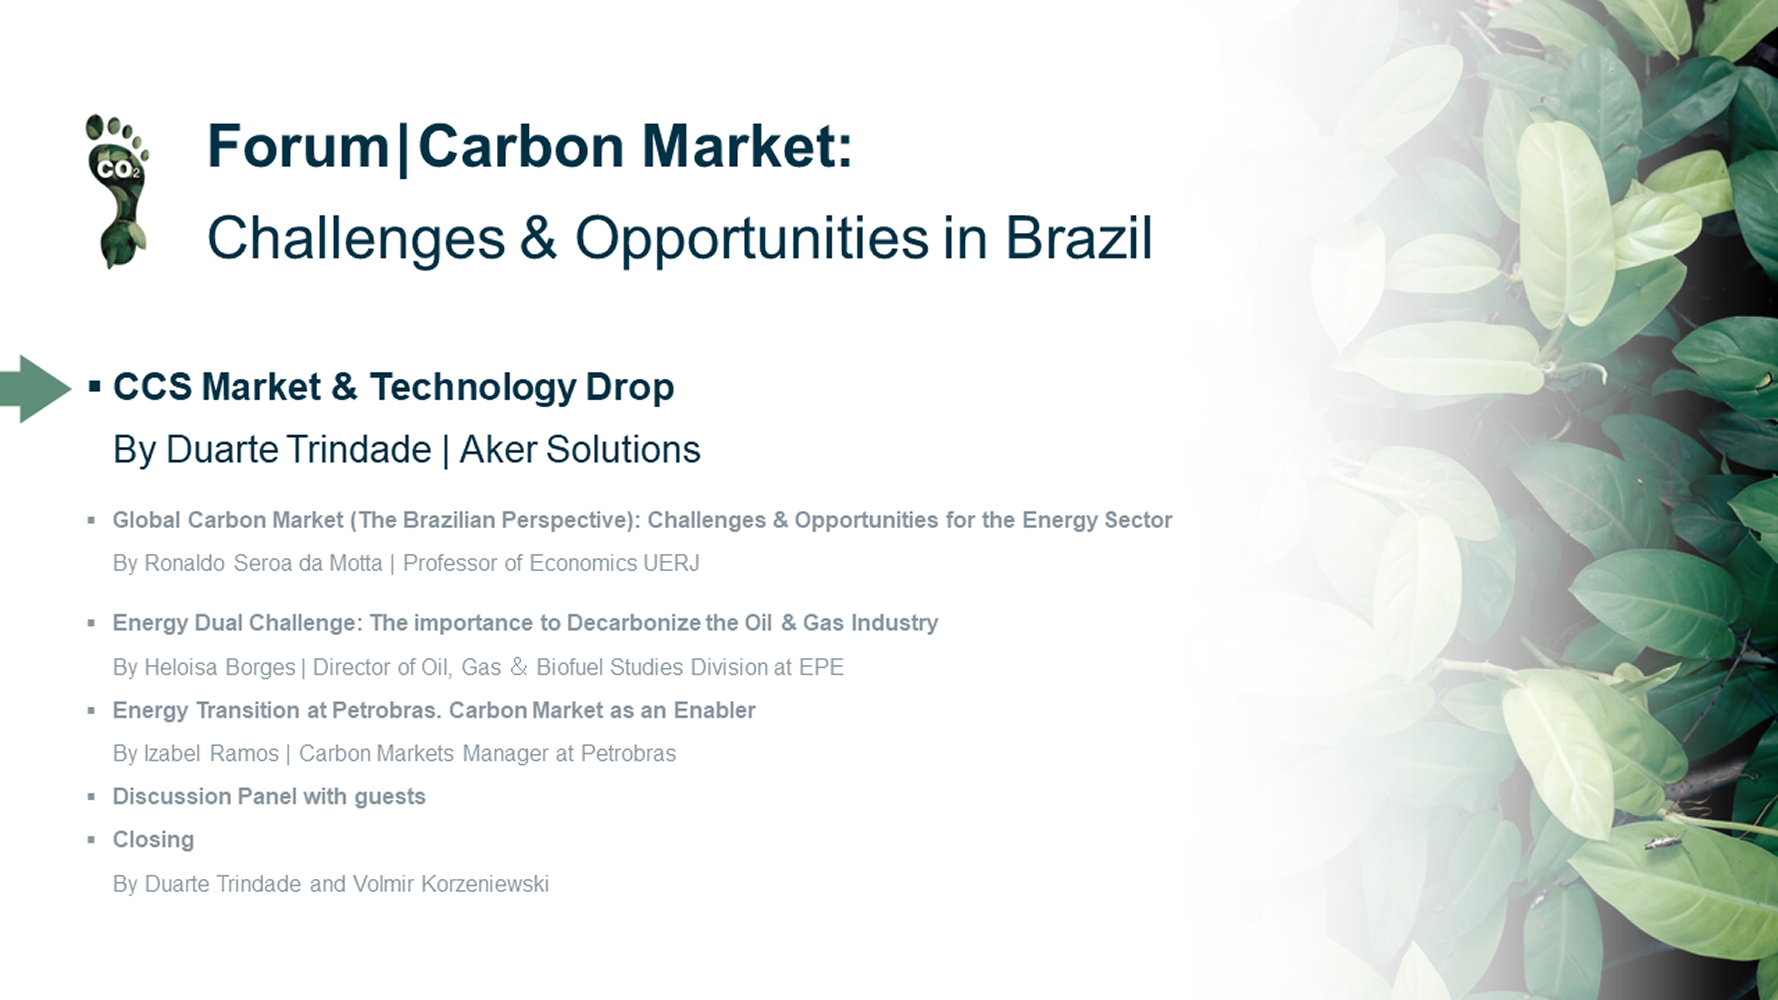 CO2
Forum|Carbon Market:
Challenges & Opportunities in Brazil
▪ CCS Market & Technology Drop
By Duarte Trindade | Aker Solutions
▪ Global Carbon Market (The Brazilian Perspective): Challenges & Opportunities for the Energy Sector
By Ronaldo Seroa da Motta | Professor of Economics UERJ
▪ Energy Dual Challenge: The importance to Decarbonize the Oil & Gas Industry
By Heloisa Borges | Director of Oil, Gas & Biofuel Studies Division at EPE
▪ Energy Transition at Petrobras. Carbon Market as an Enabler
By Izabel Ramos | Carbon Markets Manager at Petrobras
▪ Discussion Panel with guests
▪ Closing
By Duarte Trindade and Volmir Korzeniewski